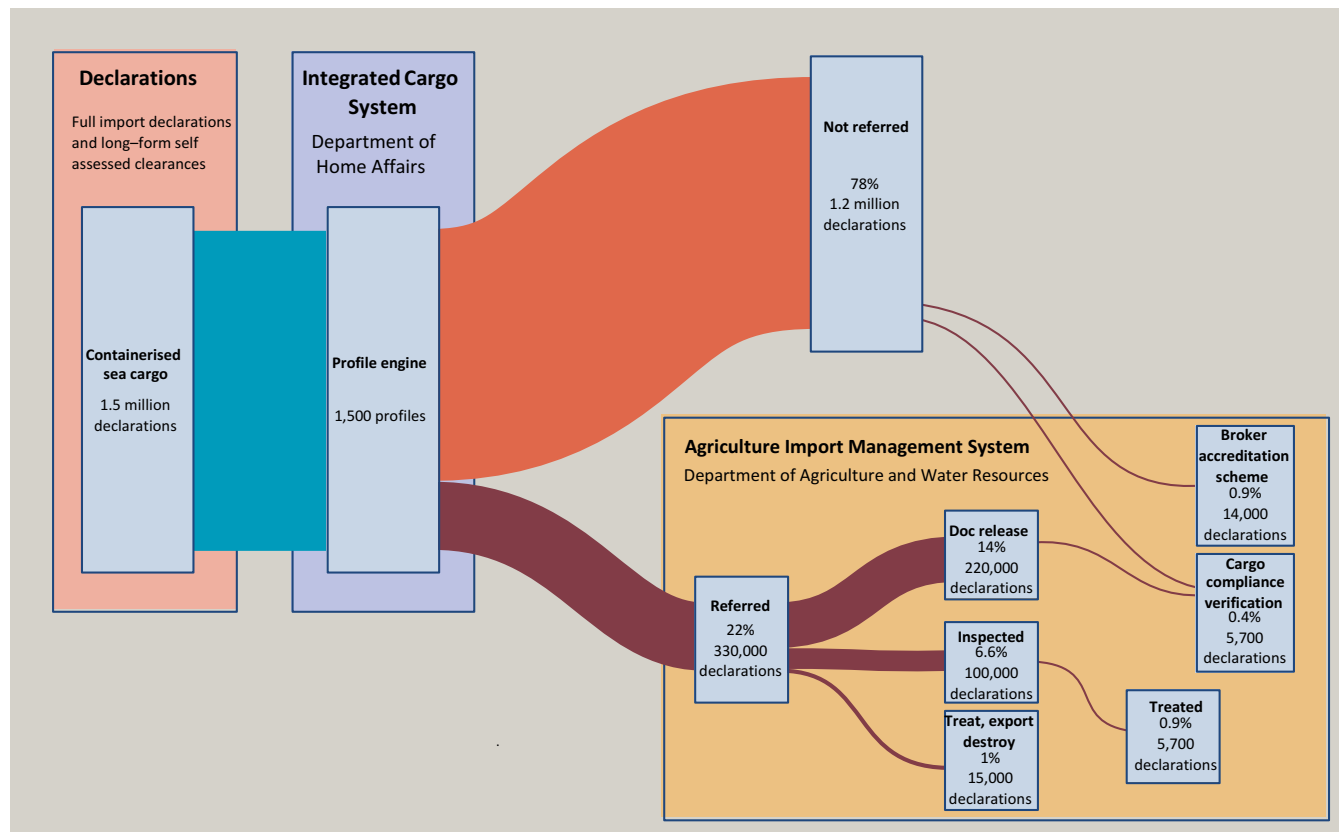 Declarations
Full import declarations
and long–form self
assessed clearances
Containerised
sea cargo
1.5 million
declarations
Integrated Cargo
System
Department of
Home Affairs
Profile engine
1,500 profiles
Not referred
78%
1.2 million
declarations
Agriculture Import Management System
Department of Agriculture and Water Resources
Referred
22%
330,000
declarations
Doc release
14%
220,000
declarations
Inspected
6.6%
100,000
declarations
Treat, export
destroy
1%
15,000
declarations
Broker
accreditation
scheme
0.9%
14,000
declarations
Cargo
compliance
verification
0.4%
5,700
declarations
Treated
0.9%
5,700
declarations